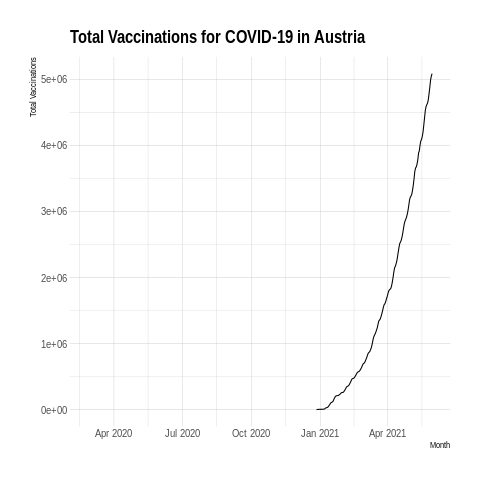 Total Vaccinations for COVID-19 in Austria
Total Vaccinations
5e+06
4e+06
3e+06
2e+06
1e+06
0e+00
Apr 2020 Jul 2020 Oct 2020 Jan 2021 Apr 2021
Month